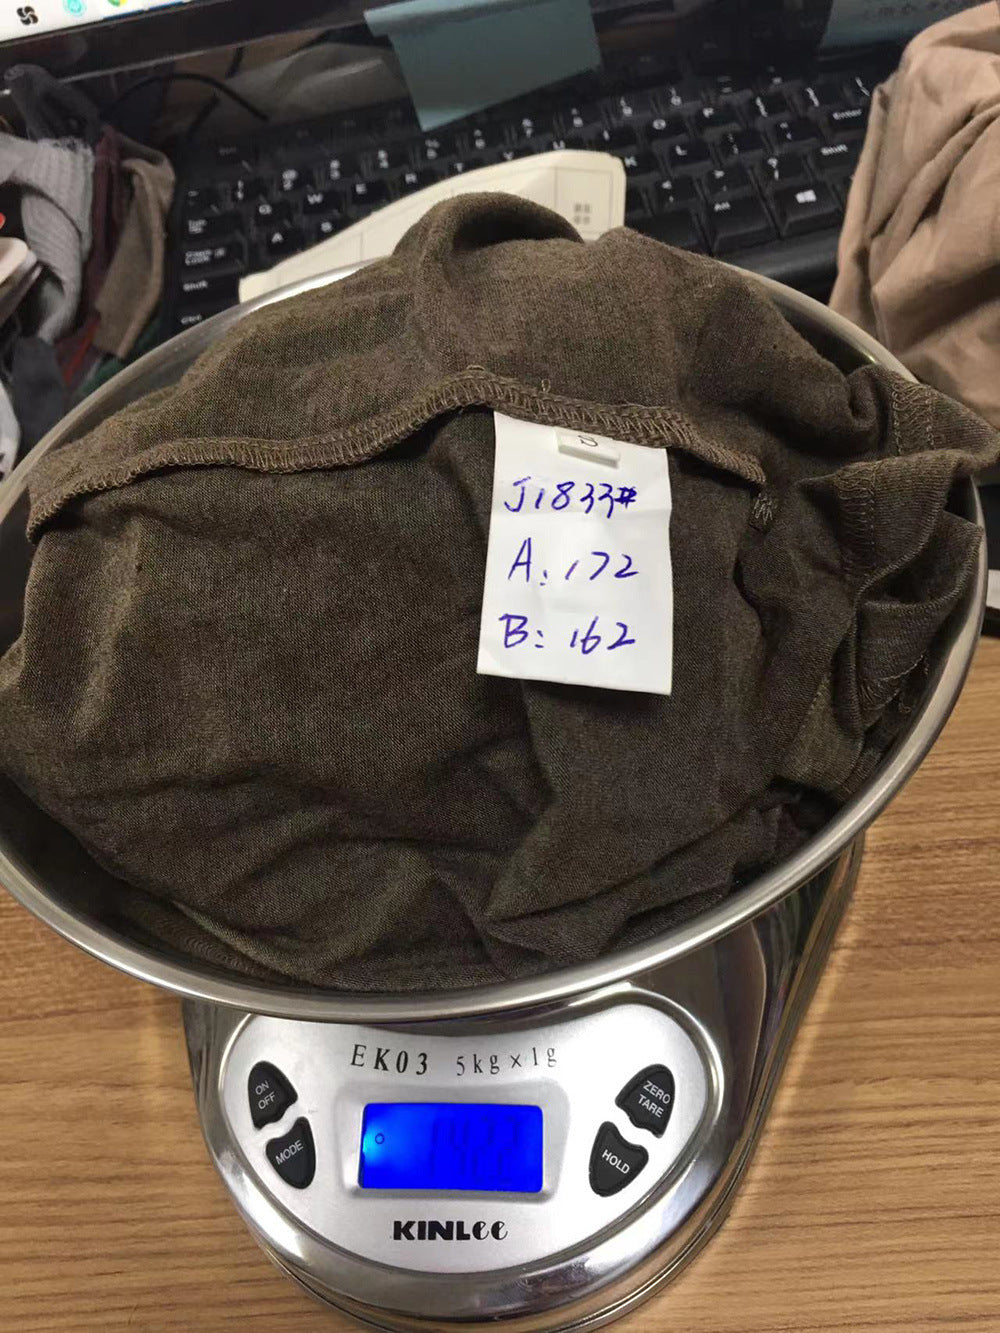 J1833#
A: 172
B: 162
EK03 5kg×1g
ON
OFF
MODE
ZERO
TARE
HOLD
KINLee